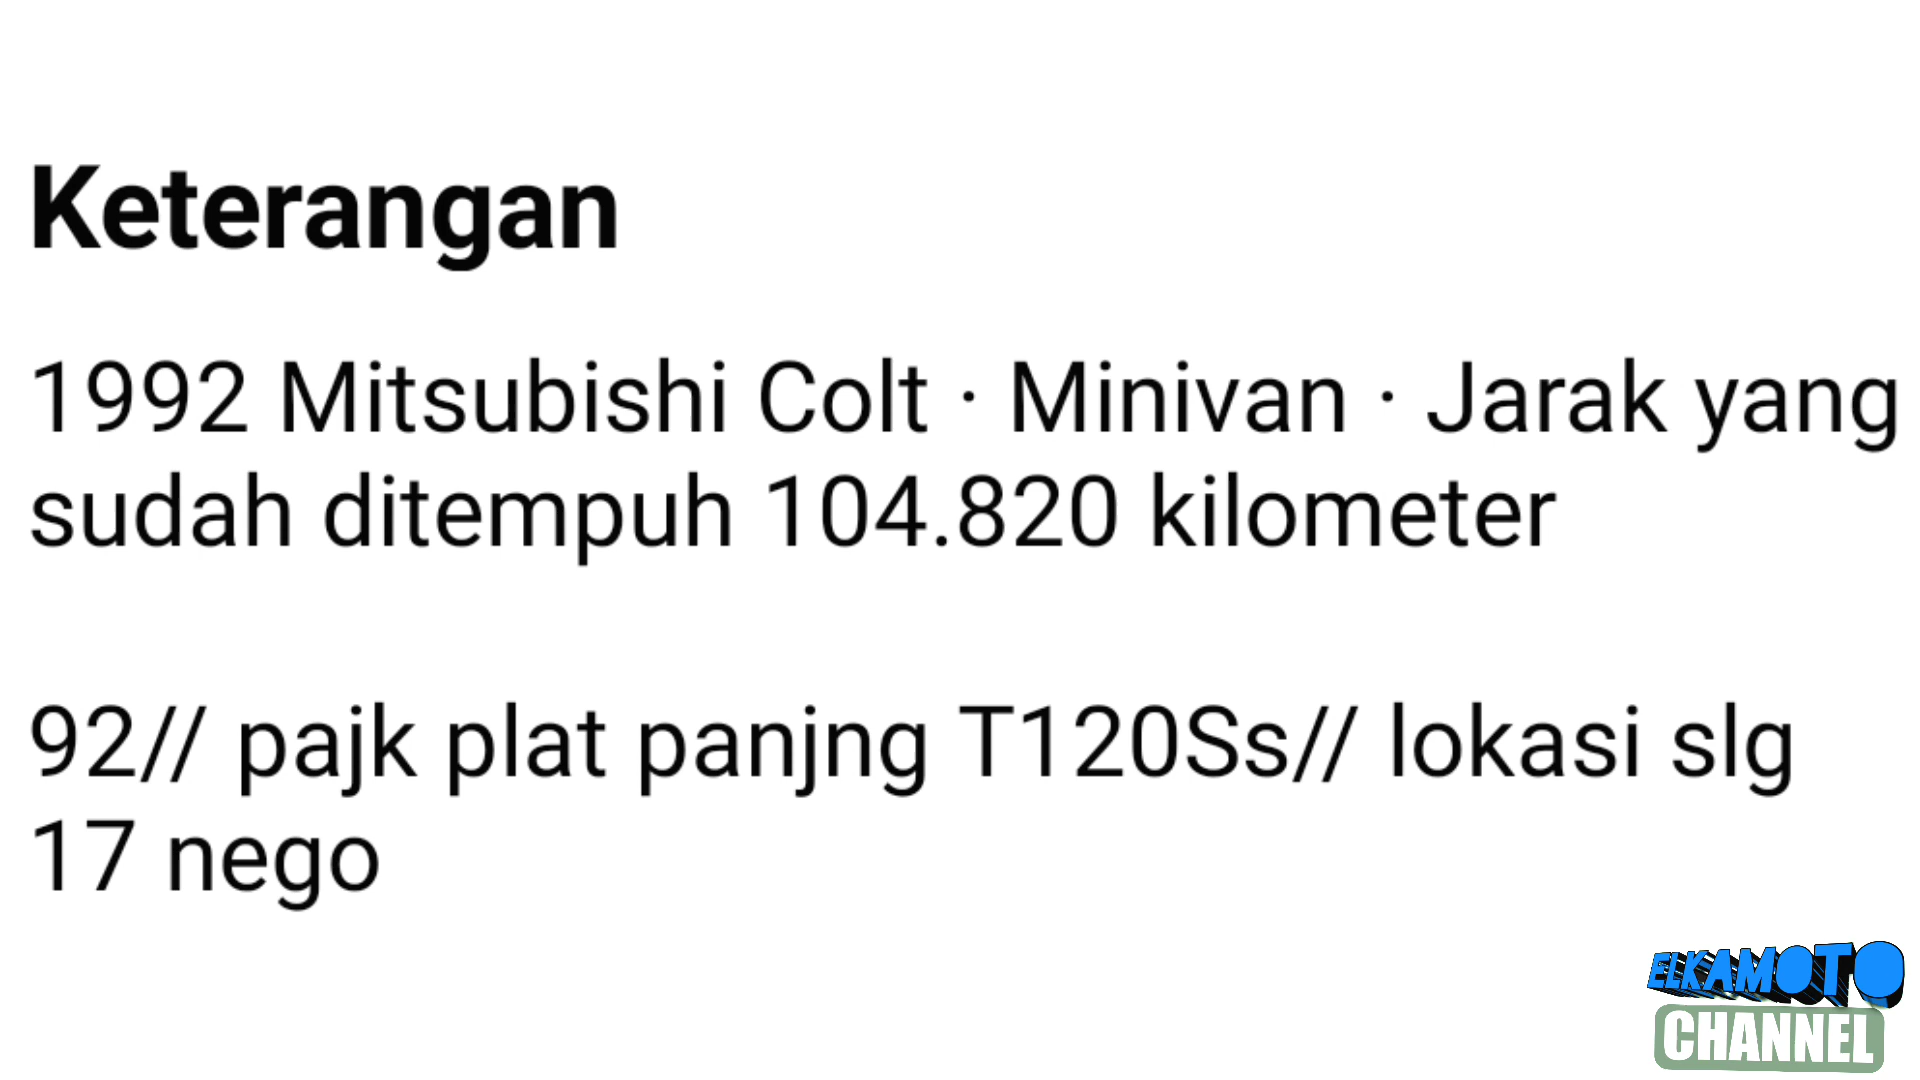 Keterangan
1992 Mitsubishi Colt · Minivan · Jarak yang
sudah ditempuh 104.820 kilometer
92// pajk plat panjng T120Ss// lokasi slg
17 nego
ELKAMOTO
CHANNEL